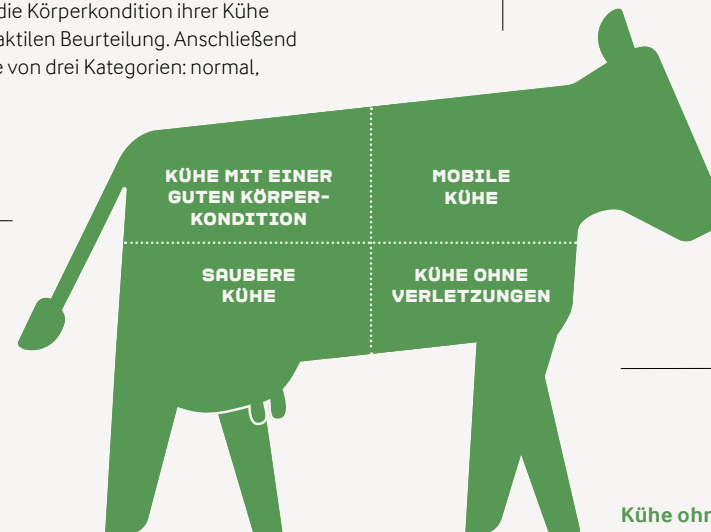 die Körperkondition ihrer Kühe
aktilen Beurteilung. Anschließend
von drei Kategorien: normal,
KÜHE MIT EINER
GUTEN KÖRPER-
KONDITION
MOBILE
KÜHE
SAUBERE
KÜHE
KÜHE OHNE
VERLETZUNGEN
Kühe ohn